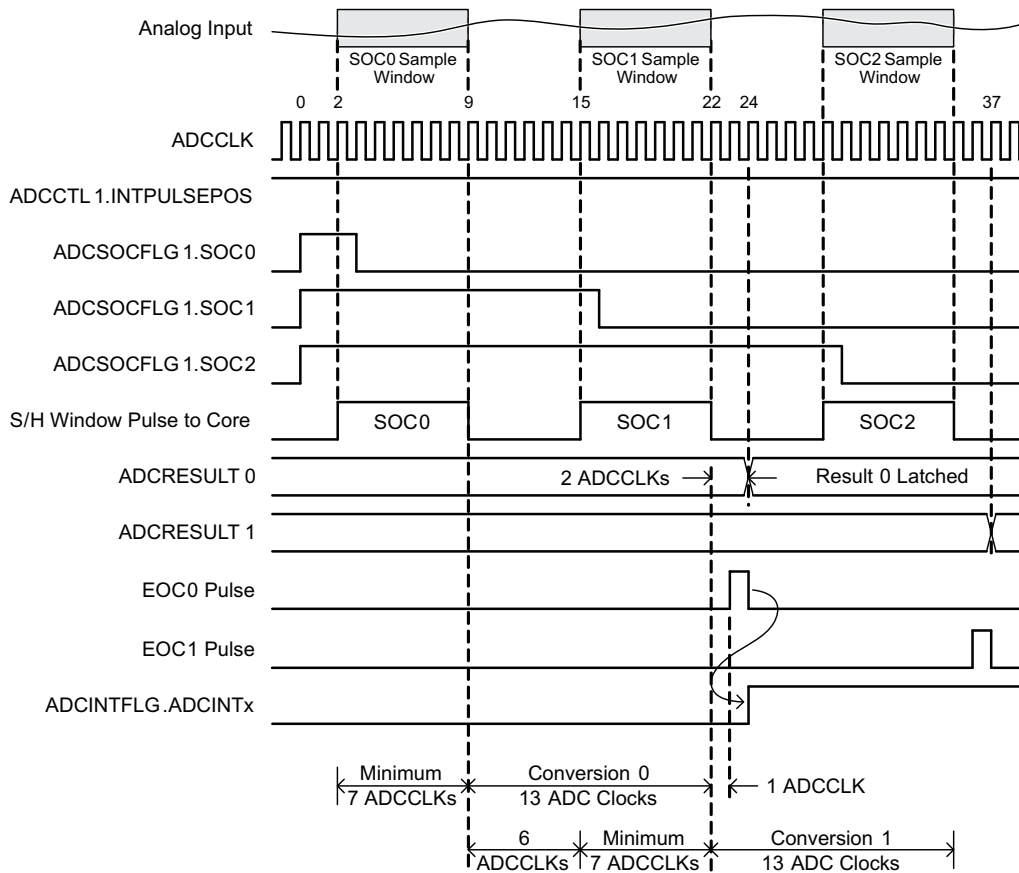 Analog Input
SOC0 Sample
Window
SOC1 Sample
Window
SOC2 Sample
Window
0 2 9 15 22 24 37
ADCCLK
ADCCTL 1.INTPULSEPOS
ADCSOCFLG 1.SOC0
ADCSOCFLG 1.SOC1
ADCSOCFLG 1.SOC2
S/H Window Pulse to Core
SOC0
SOC1
SOC2
ADCRESULT 0
2 ADCCLKs
Result 0 Latched
ADCRESULT 1
EOC0 Pulse
EOC1 Pulse
ADCINTFLG .ADCINTx
Minimum
7 ADCCLKs
Conversion 0
13 ADC Clocks
1 ADCCLK
6
ADCCLKs
Minimum
7 ADCCLKs
Conversion 1
13 ADC Clocks